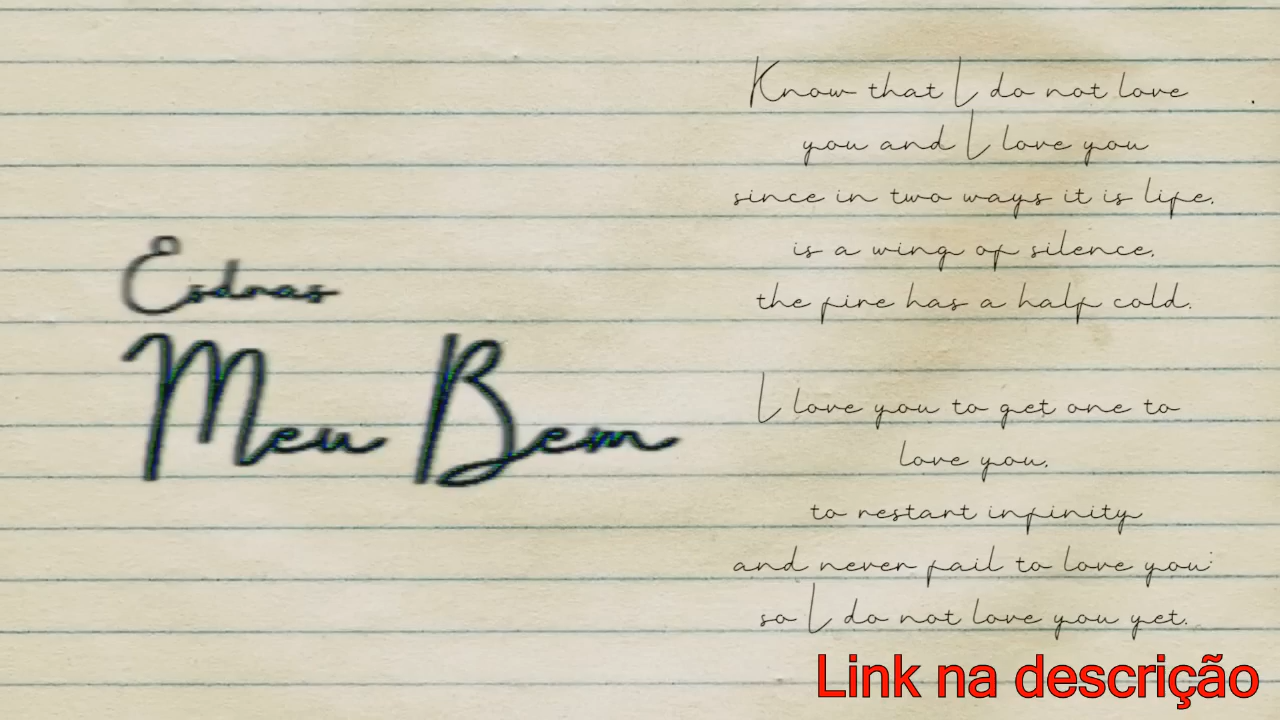 Esdras
Meu Bem
Know that I do not love
you and I love you
since in two ways it is life,
is a wing of silence,
the fire has a half cold.
I love you to get one to
love you,
to restart infinity
and never fail to love you:
so I do not love you yet.
Link na descrição